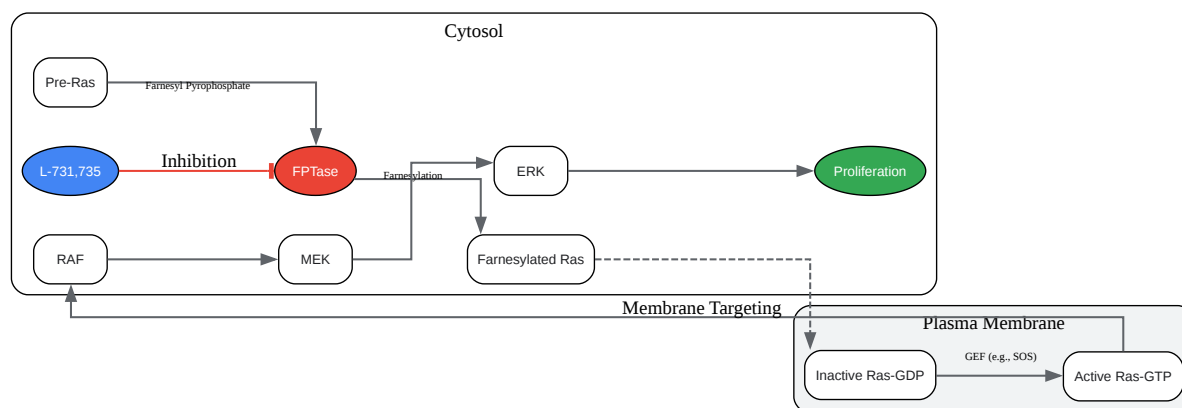 Cytosol
Pre-Ras
Farnesyl Pyrophosphate
L-731,735
Inhibition
FPTase
Farnesylation
ERK
Proliferation
RAF
MEK
Farnesylated Ras
Membrane Targeting
Plasma Membrane
Inactive Ras-GDP
GEF (e.g., SOS)
Active Ras-GTP